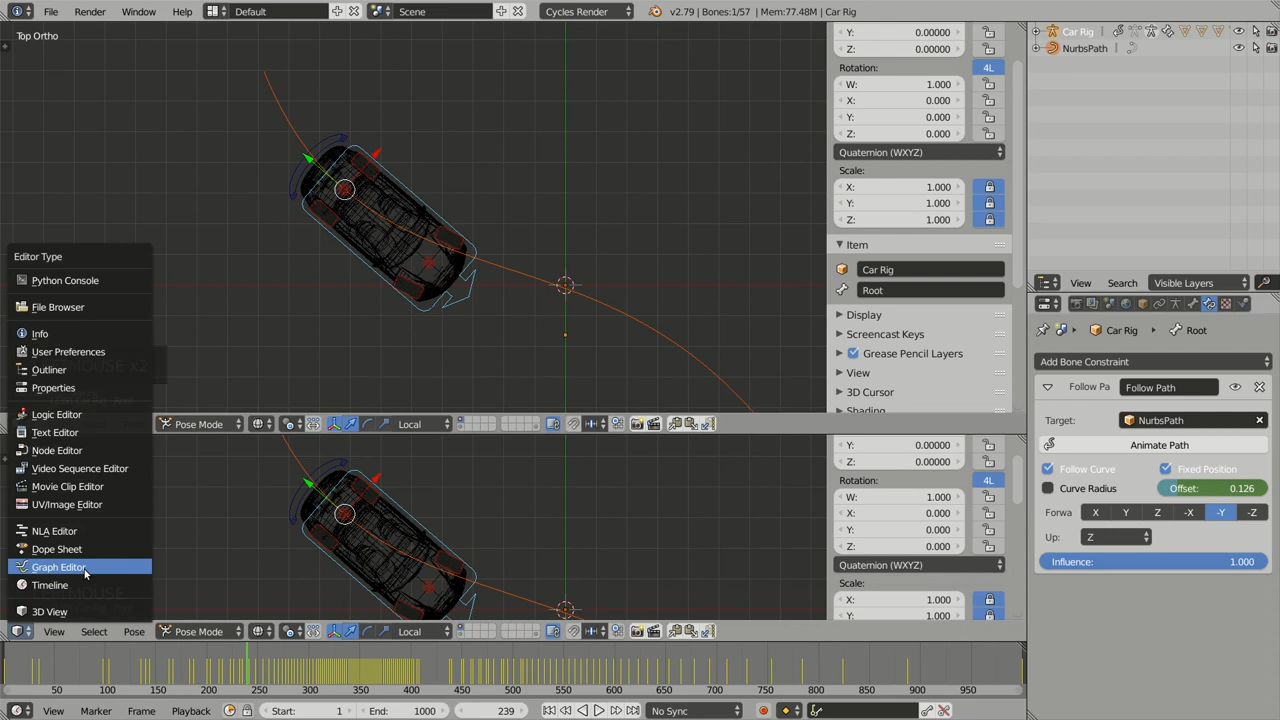 File Render Window Help Default Scene Cycles Render v2.79 | Bones:1/57 | Mem:77.48M | Car Rig
Top Ortho
Y: 0.00000
Z: 0.00000
Rotation: 4L
W: 1.000
X: 0.000
Y: 0.000
Z: 0.000
Quaternion (WXYZ)
Scale:
X: 1.000
Y: 1.000
Z: 1.000
Item
Car Rig
Root
Display
Screencast Keys
Grease Pencil Layers
View
3D Cursor
Shading
Pose Mode Local
Editor Type
Python Console
File Browser
Info
User Preferences
Outliner
Properties
Logic Editor
Text Editor
Node Editor
Video Sequence Editor
Movie Clip Editor
UV/Image Editor
NLA Editor
Dope Sheet
Graph Editor
Timeline
3D View
Y: 0.00000
Z: 0.00000
Rotation: 4L
W: 1.000
X: 0.000
Y: 0.000
Z: 0.000
Quaternion (WXYZ)
Scale:
X: 1.000
Y: 1.000
View Select Pose Pose Mode Local
50 100 150 200 250 300 350 400 450 500 550 600 650 700 750 800 850 900 950
View Marker Frame Playback Start: 1 End: 1000 239 No Sync
Car Rig
NurbsPath
View Search Visible Layers
Car Rig Root
Add Bone Constraint
Follow Pa Follow Path
Target: NurbsPath
Animate Path
Follow Curve Fixed Position
Curve Radius Offset: 0.126
Forwa X Y Z -X -Y -Z
Up: Z
Influence: 1.000